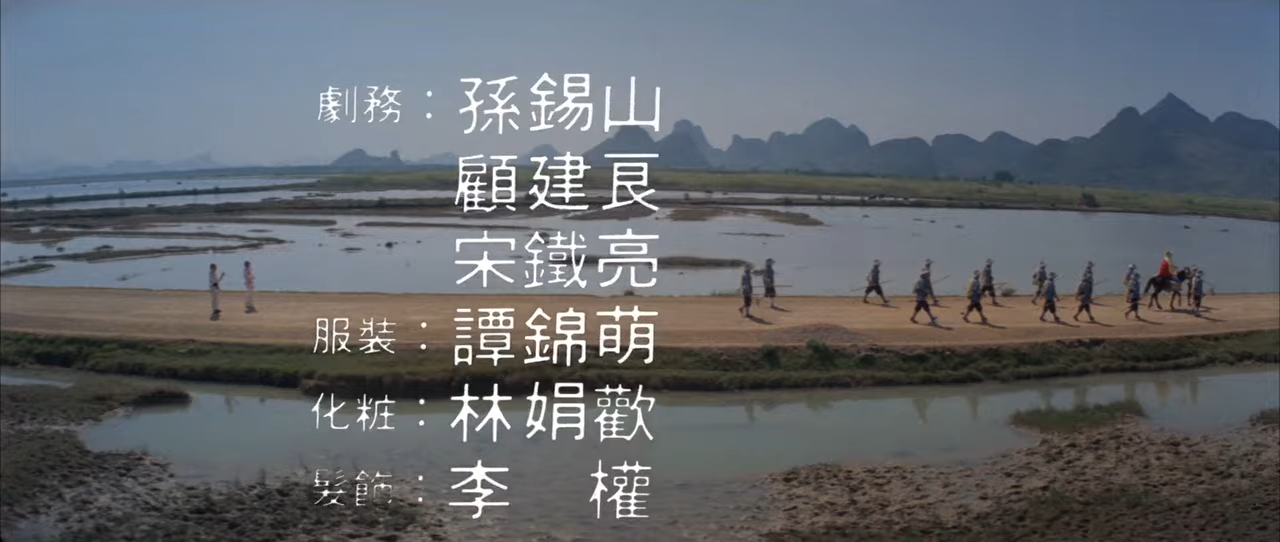 劇務：孫錫山
顧建良
宋鐵亮
服裝：譚錦萌
化粧：林娟歡
髮飾：李　權